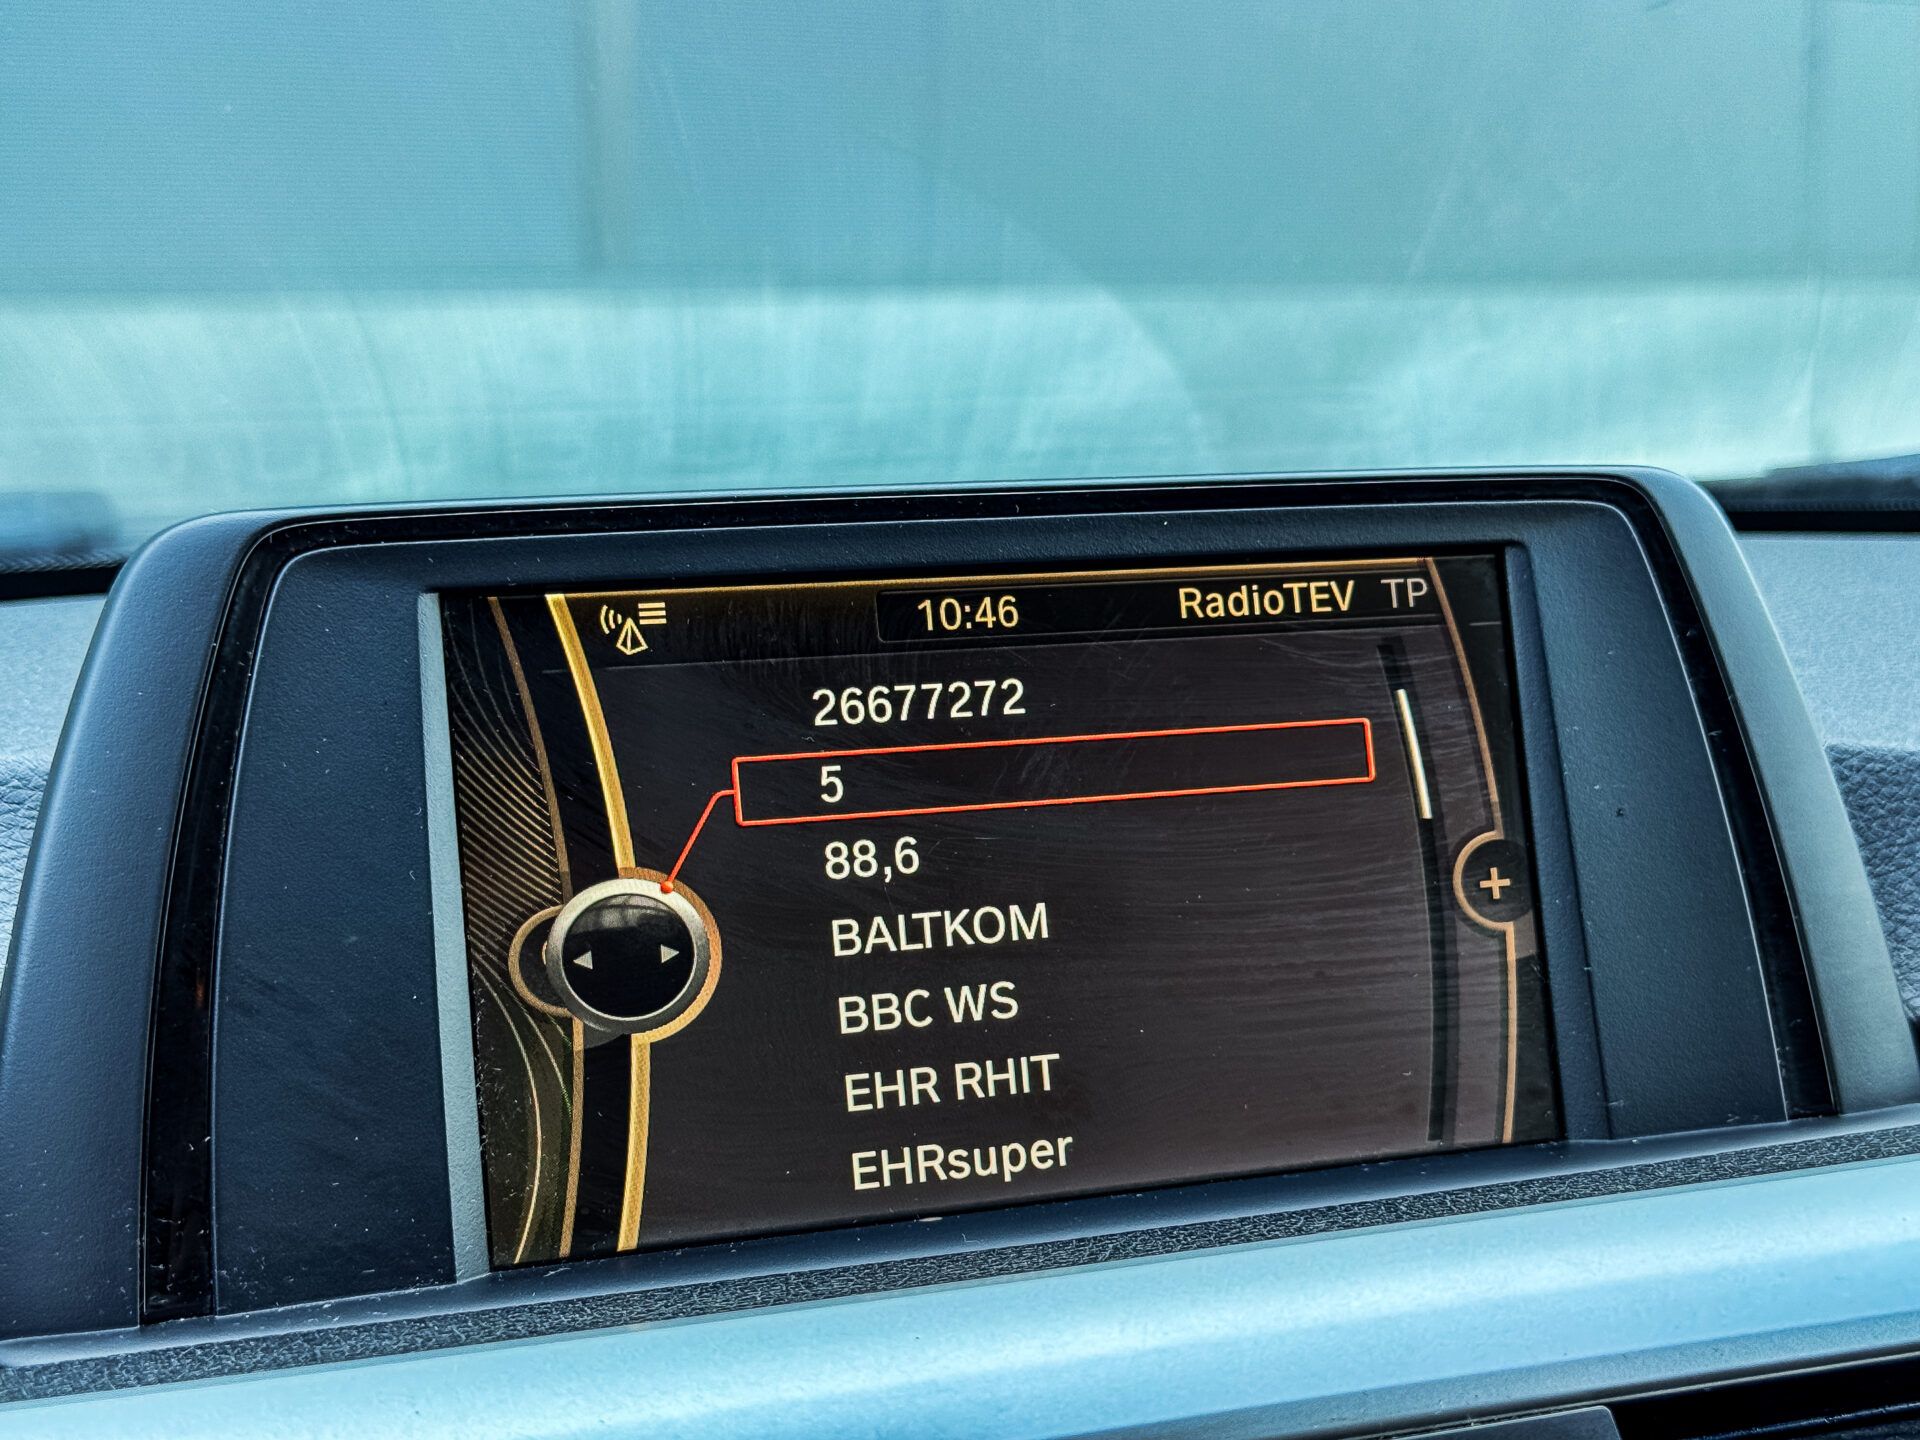 10:46 RadioTEV TP
26677272
5
88,6
BALTKOM
BBC WS
EHR RHIT
EHRsuper